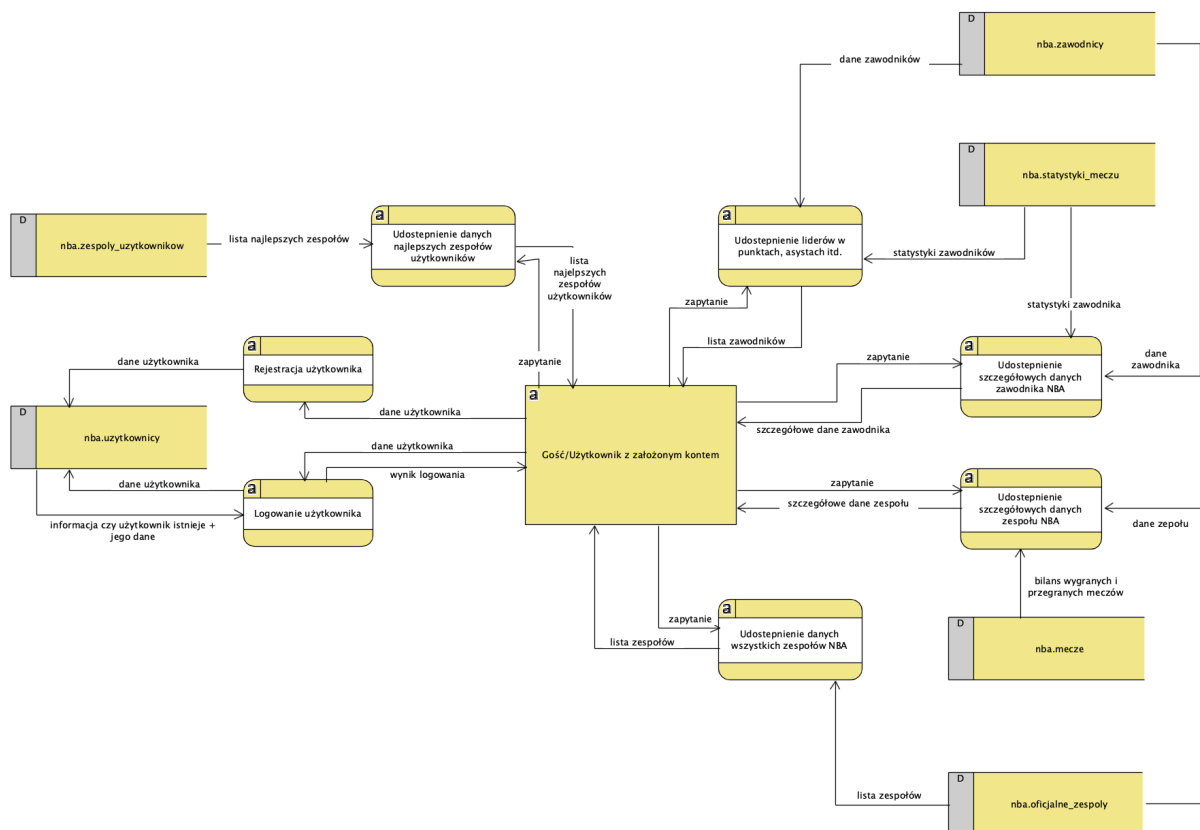 D
nba.zawodnicy
dane zawodników
D
nba.statystyki_meczu
a
Udostepnienie liderów w
punktach, asystach itd.
statystyki zawodników
statystyki zawodnika
D
nba.zespoly_uzytkownikow
lista najlepszych zespołów
a
Udostepnienie danych
najlepszych zespołów
użytkowników
lista
najelpszych
zespołów
użytkowników
zapytanie
zapytanie
lista zawodników
a
Rejestracja użytkownika
dane użytkownika
dane użytkownika
zapytanie
a
Udostepnienie
szczegółowych danych
zawodnika NBA
dane
zawodnika
szczegółowe dane zawodnika
D
nba.uzytkownicy
a
Gość/Użytkownik z założonym kontem
dane użytkownika
wynik logowania
dane użytkownika
a
Logowanie użytkownika
informacja czy użytkownik istnieje +
jego dane
zapytanie
szczegółowe dane zespołu
a
Udostepnienie
szczegółowych danych
zespołu NBA
dane zepołu
bilans wygranych i
przegranych meczów
zapytanie
lista zespołów
a
Udostepnienie danych
wszystkich zespołów NBA
D
nba.mecze
lista zespołów
D
nba.oficjalne_zespoly